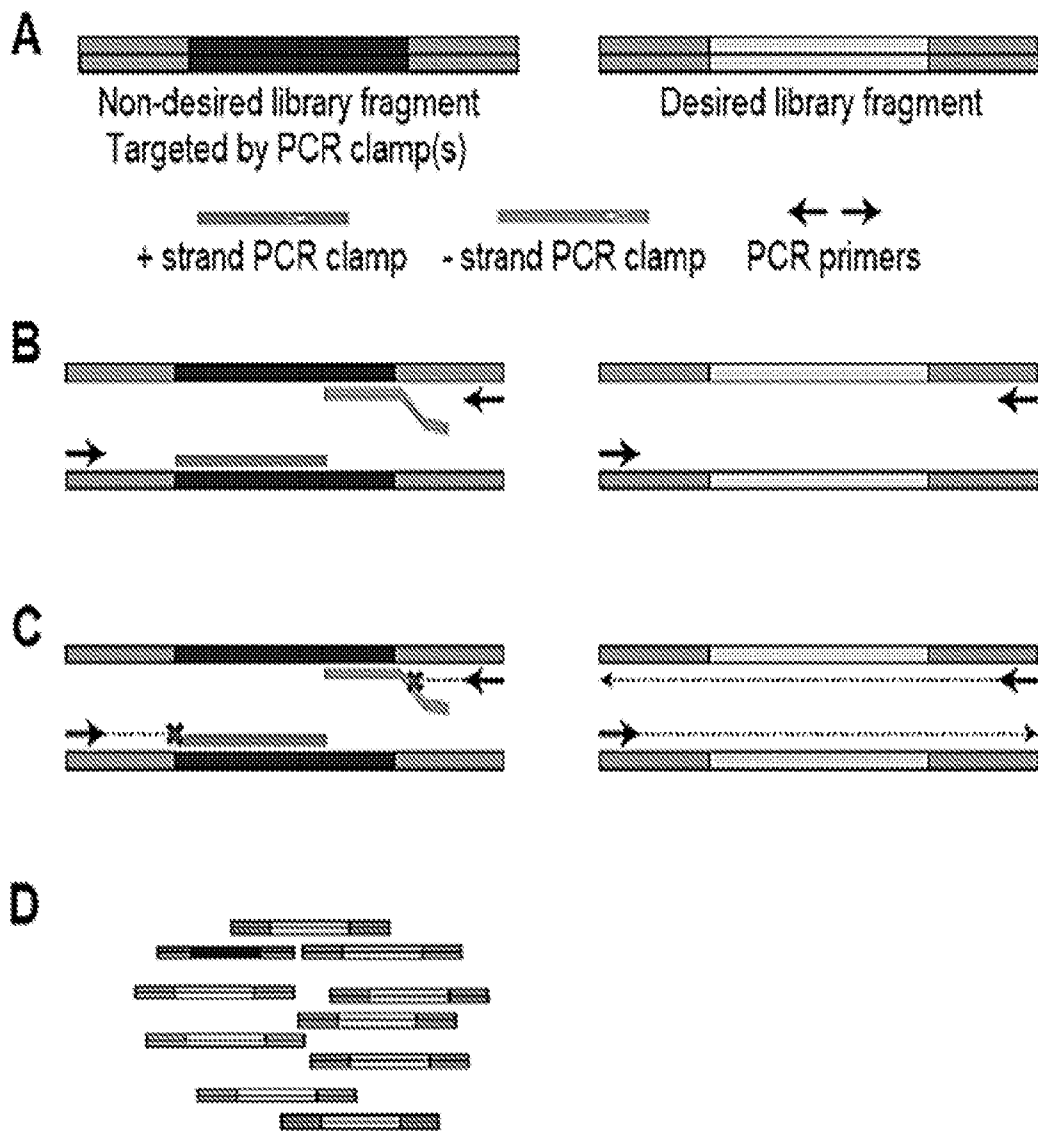 A
Non-desired library fragment
Targeted by PCR clamp(s)
Desired library fragment
+ strand PCR clamp
- strand PCR clamp
PCR primers
B
C
D